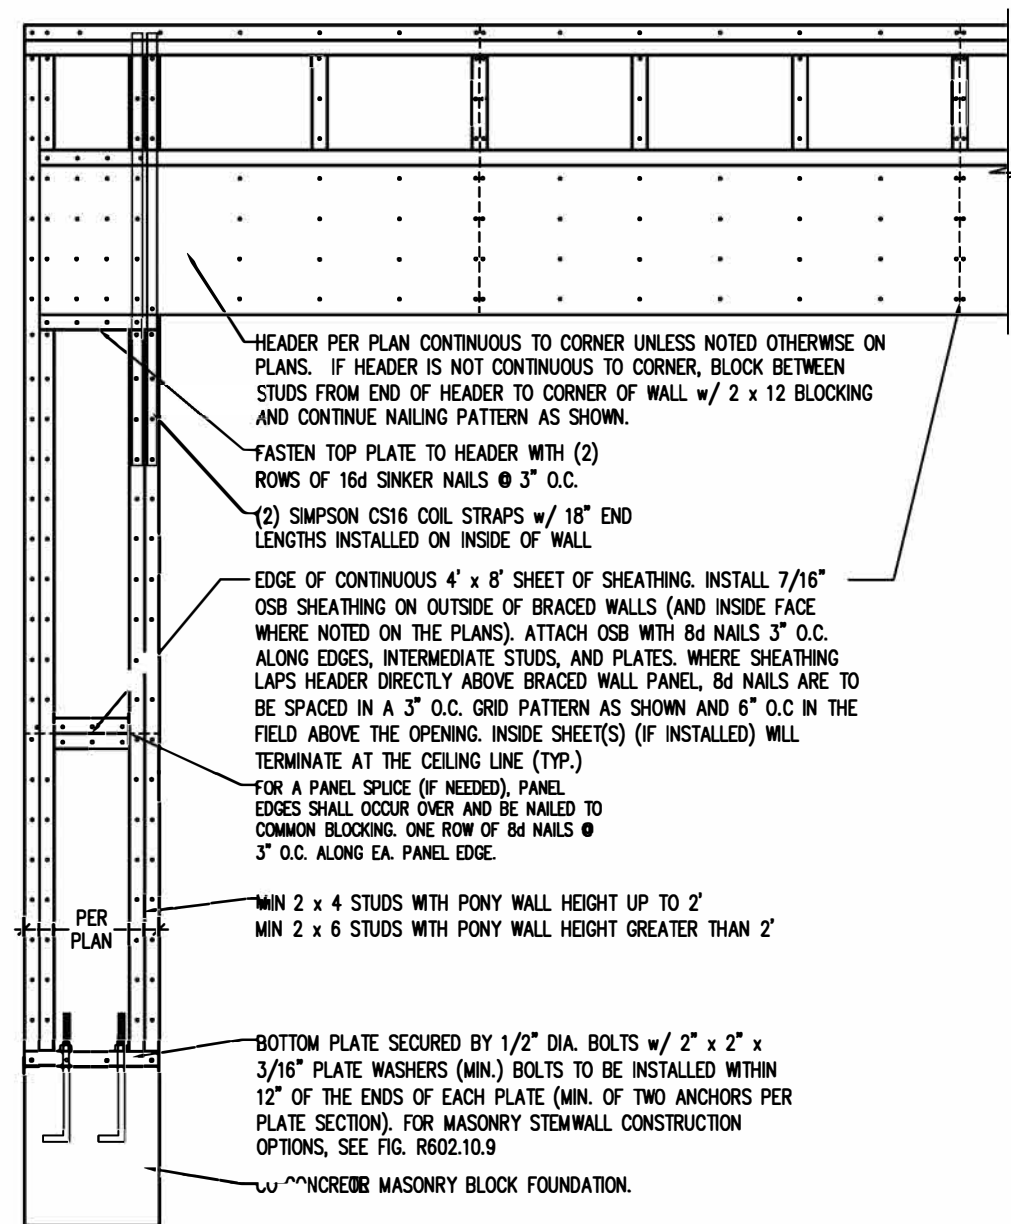 HEADER PER PLAN CONTINUOUS TO CORNER UNLESS NOTED OTHERWISE ON
PLANS. IF HEADER IS NOT CONTINUOUS TO CORNER, BLOCK BETWEEN
STUDS FROM END OF HEADER TO CORNER OF WALL w/ 2 x 12 BLOCKING
AND CONTINUE NAILING PATTERN AS SHOWN.
FASTEN TOP PLATE TO HEADER WITH (2)
ROWS OF 16d SINKER NAILS @ 3" O.C.
(2) SIMPSON CS16 COIL STRAPS w/ 18" END
LENGTHS INSTALLED ON INSIDE OF WALL
EDGE OF CONTINUOUS 4' x 8' SHEET OF SHEATHING. INSTALL 7/16"
OSB SHEATHING ON OUTSIDE OF BRACED WALLS (AND INSIDE FACE
WHERE NOTED ON THE PLANS). ATTACH OSB WITH 8d NAILS 3" O.C.
ALONG EDGES, INTERMEDIATE STUDS, AND PLATES. WHERE SHEATHING
LAPS HEADER DIRECTLY ABOVE BRACED WALL PANEL, 8d NAILS ARE TO
BE SPACED IN A 3" O.C. GRID PATTERN AS SHOWN AND 6" O.C IN THE
FIELD ABOVE THE OPENING. INSIDE SHEET(S) (IF INSTALLED) WILL
TERMINATE AT THE CEILING LINE (TYP.)
FOR A PANEL SPLICE (IF NEEDED), PANEL
EDGES SHALL OCCUR OVER AND BE NAILED TO
COMMON BLOCKING. ONE ROW OF 8d NAILS @
3" O.C. ALONG EA. PANEL EDGE.
MIN 2 x 4 STUDS WITH PONY WALL HEIGHT UP TO 2'
MIN 2 x 6 STUDS WITH PONY WALL HEIGHT GREATER THAN 2'
PER
PLAN
BOTTOM PLATE SECURED BY 1/2" DIA. BOLTS w/ 2" x 2" x
3/16" PLATE WASHERS (MIN.) BOLTS TO BE INSTALLED WITHIN
12" OF THE ENDS OF EACH PLATE (MIN. OF TWO ANCHORS PER
PLATE SECTION). FOR MASONRY STEMWALL CONSTRUCTION
OPTIONS, SEE FIG. R602.10.9
MASONRY BLOCK FOUNDATION.